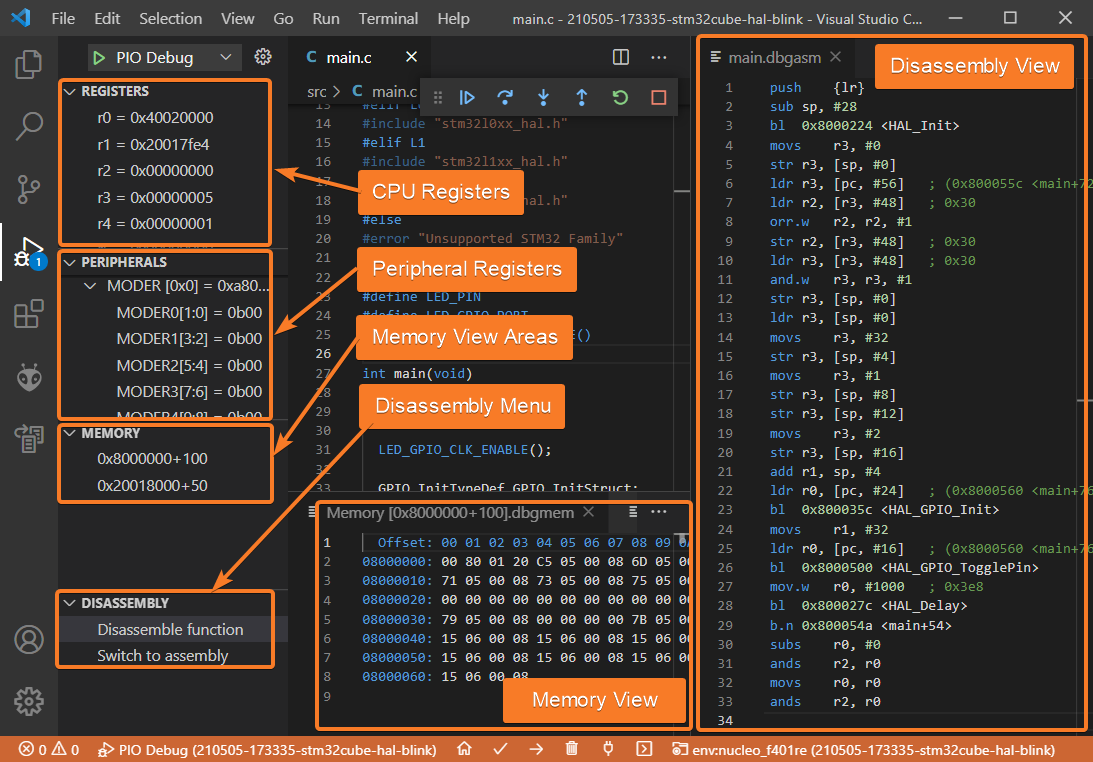 File Edit Selection View Go Run Terminal Help main.c - 210505-173335-stm32cube-hal-blink - Visual Studio C...
PIO Debug
REGISTERS
r0 = 0x40020000
r1 = 0x20017fe4
r2 = 0x00000000
r3 = 0x00000005
r4 = 0x00000001
PERIPHERALS
MODER [0x0] = 0xa80...
MODER0[1:0] = 0b00
MODER1[3:2] = 0b00
MODER2[5:4] = 0b00
MODER3[7:6] = 0b00
MODER4[9:8] = 0b00
MEMORY
0x8000000+100
0x20018000+50
DISASSEMBLY
Disassemble function
Switch to assembly
1
C main.c
src > C main.c
13 #elif L0
14 #include "stm32l0xx_hal.h"
15 #elif L1
16 #include "stm32l1xx_hal.h"
17
18 hal.h"
19 #else
20 #error "Unsupported STM32 Family"
21
22
23 #define LED_PIN
24 #define LED_GPIO_PORT
25 ()
26
27 int main(void)
28
29
30
31 LED_GPIO_CLK_ENABLE();
32
33 GPIO_InitTypeDef GPIO_InitStruct;
CPU Registers
Peripheral Registers
Memory View Areas
Disassembly Menu
Memory [0x8000000+100].dbgmem
1 Offset: 00 01 02 03 04 05 06 07 08 09 0A
2 08000000: 00 80 01 20 C5 05 00 08 6D 05 00
3 08000010: 71 05 00 08 73 05 00 08 75 05 00
4 08000020: 00 00 00 00 00 00 00 00 00 00 00
5 08000030: 79 05 00 08 00 00 00 00 7B 05 00
6 08000040: 15 06 00 08 15 06 00 08 15 06 00
7 08000050: 15 06 00 08 15 06 00 08 15 06 00
8 08000060: 15 06 00 08
9
Memory View
main.dbgasm
Disassembly View
1 push {lr}
2 sub sp, #28
3 bl 0x8000224 <HAL_Init>
4 movs r3, #0
5 str r3, [sp, #0]
6 ldr r3, [pc, #56] ; (0x800055c <main+72
7 ldr r2, [r3, #48] ; 0x30
8 orr.w r2, r2, #1
9 str r2, [r3, #48] ; 0x30
10 ldr r3, [r3, #48] ; 0x30
11 and.w r3, r3, #1
12 str r3, [sp, #0]
13 ldr r3, [sp, #0]
14 movs r3, #32
15 str r3, [sp, #4]
16 movs r3, #1
17 str r3, [sp, #8]
18 str r3, [sp, #12]
19 movs r3, #2
20 str r3, [sp, #16]
21 add r1, sp, #4
22 ldr r0, [pc, #24] ; (0x8000560 <main+76
23 bl 0x800035c <HAL_GPIO_Init>
24 movs r1, #32
25 ldr r0, [pc, #16] ; (0x8000560 <main+76
26 bl 0x8000500 <HAL_GPIO_TogglePin>
27 mov.w r0, #1000 ; 0x3e8
28 bl 0x800027c <HAL_Delay>
29 b.n 0x800054a <main+54>
30 subs r0, #0
31 ands r2, r0
32 movs r0, r0
33 ands r2, r0
34
0 0 PIO Debug (210505-173335-stm32cube-hal-blink) env:nucleo_f401re (210505-173335-stm32cube-hal-blink)